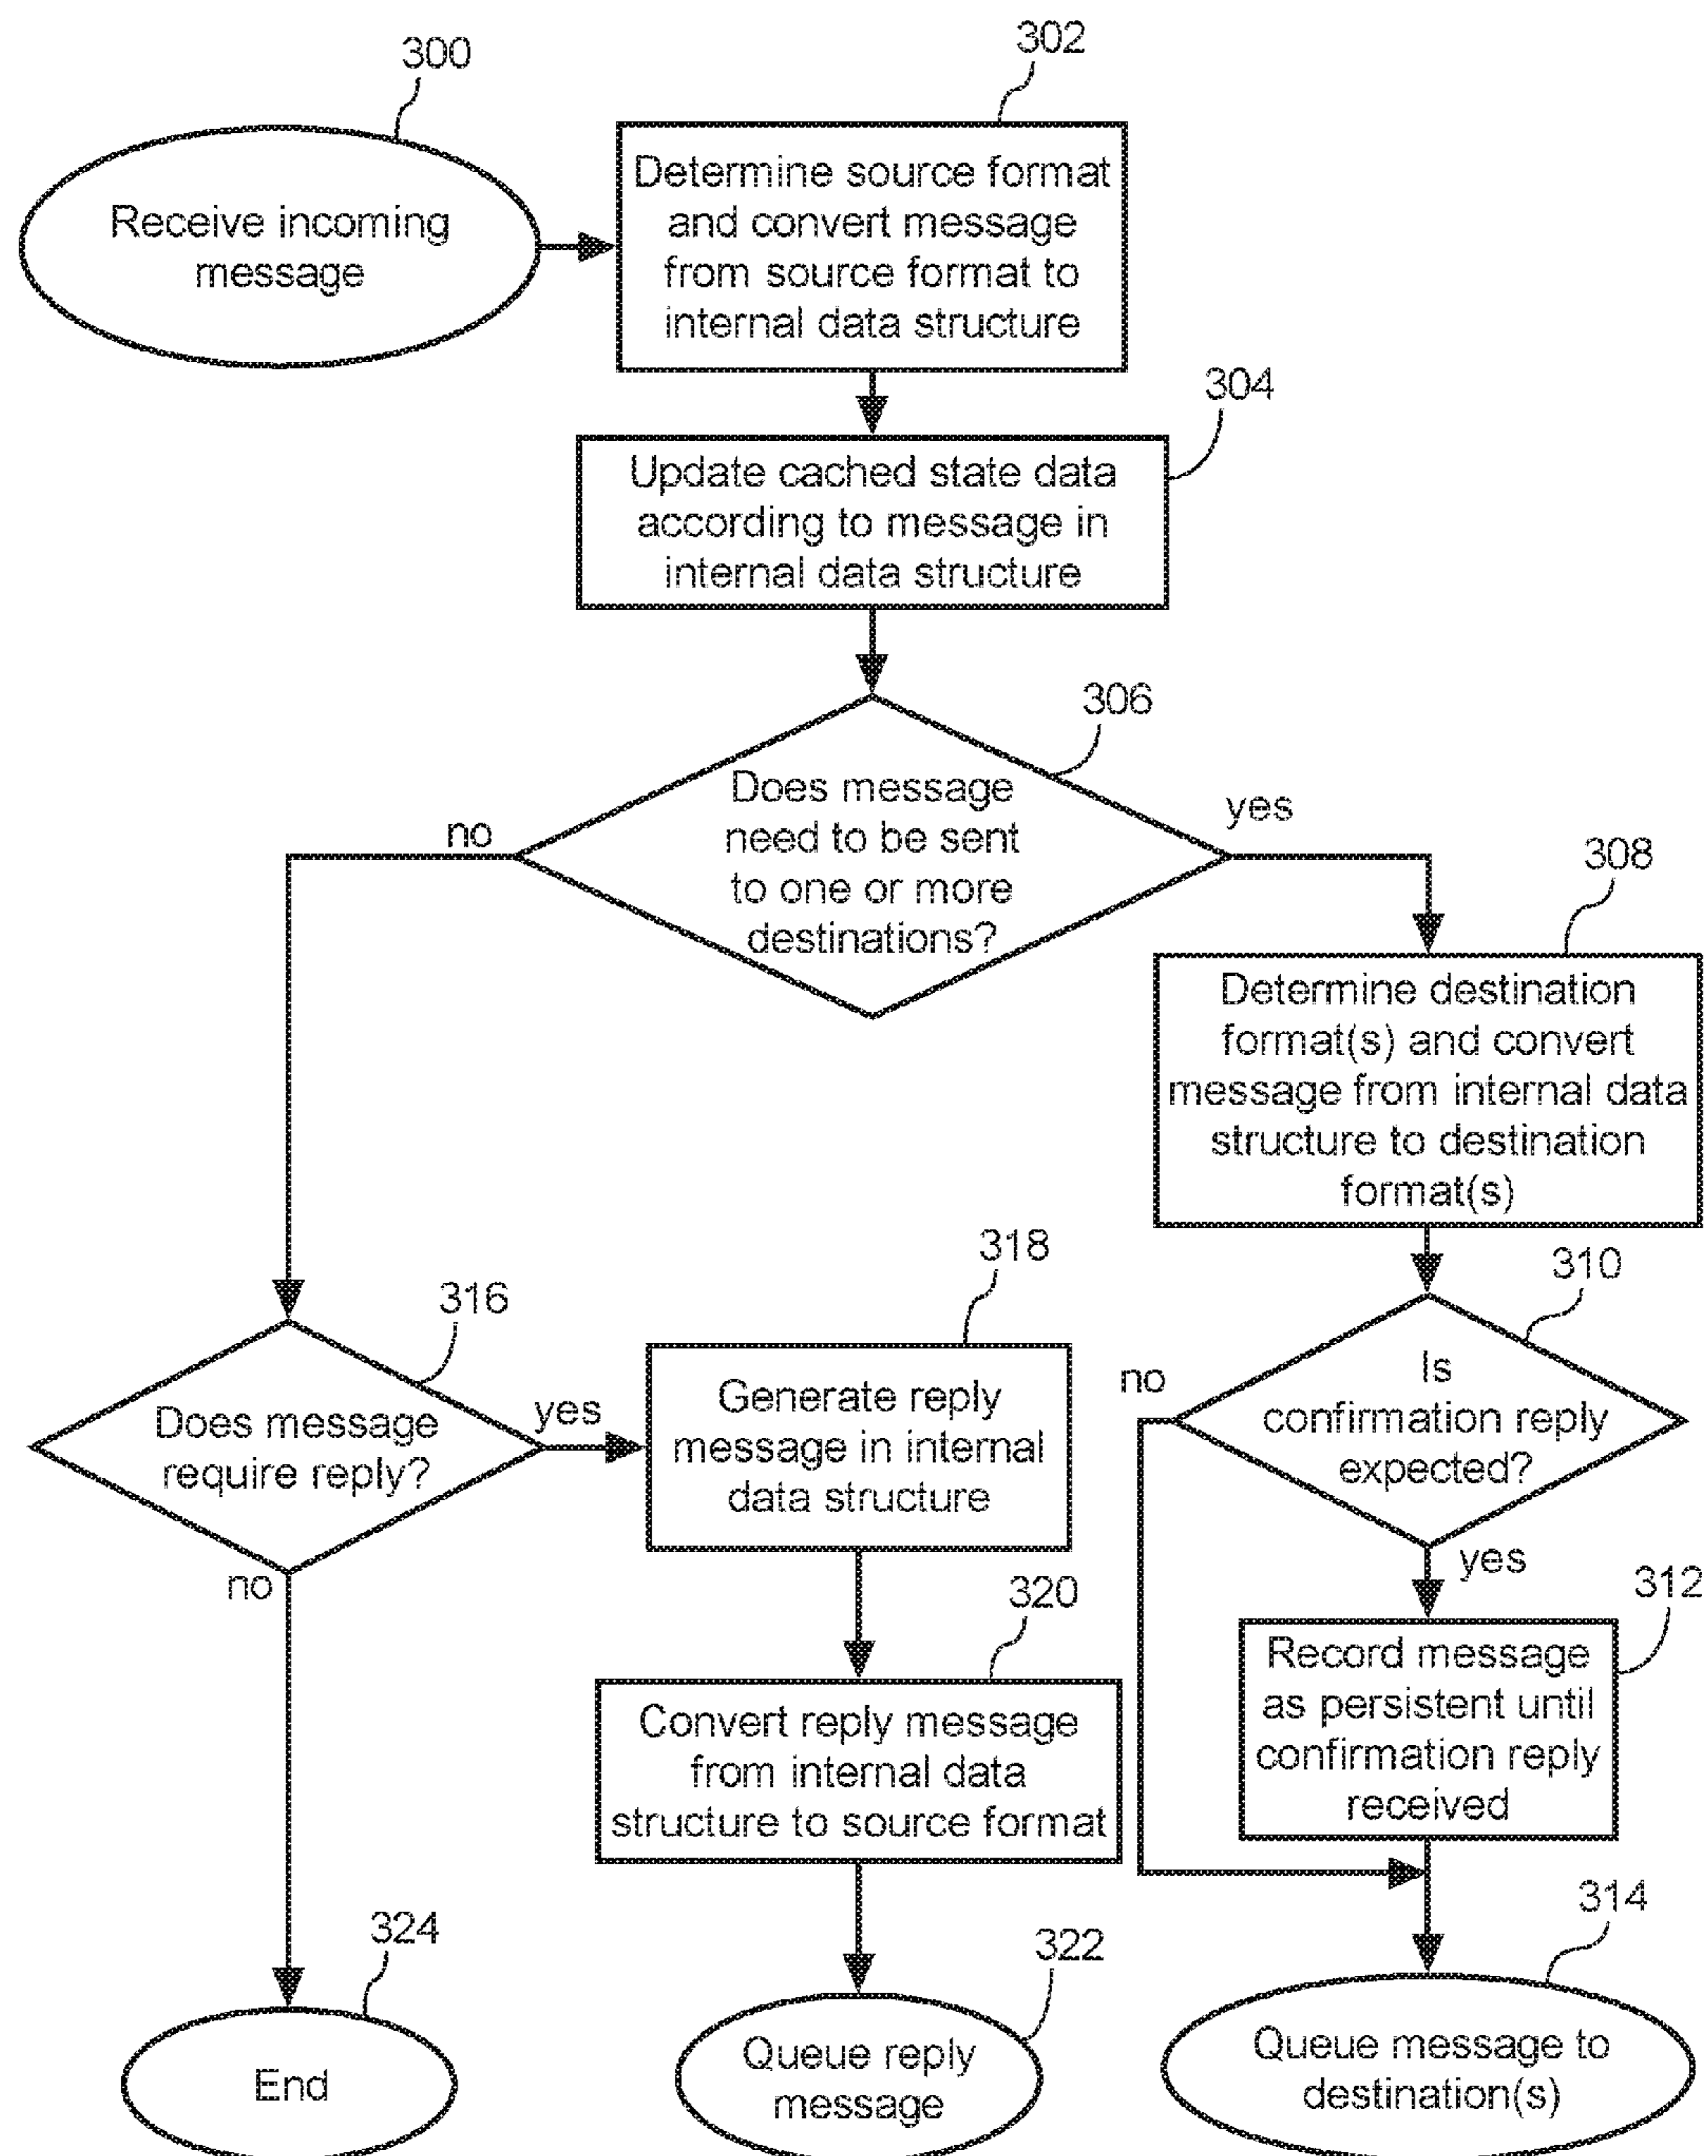 300
302
Receive incoming
message
Determine source format
and convert message
from source format to
internal data structure
304
Update cached state data
according to message in
internal data structure
306
Does message
need to be sent
to one or more
destinations?
no
yes
308
Determine destination
format(s) and convert
message from internal data
structure to destination
format(s)
316
Does message
require reply?
yes
no
318
Generate reply
message in internal
data structure
310
Is
confirmation reply
expected?
no
yes
320
Convert reply message
from internal data
structure to source format
312
Record message
as persistent until
confirmation reply
received
324
End
322
Queue reply
message
314
Queue message to
destination(s)